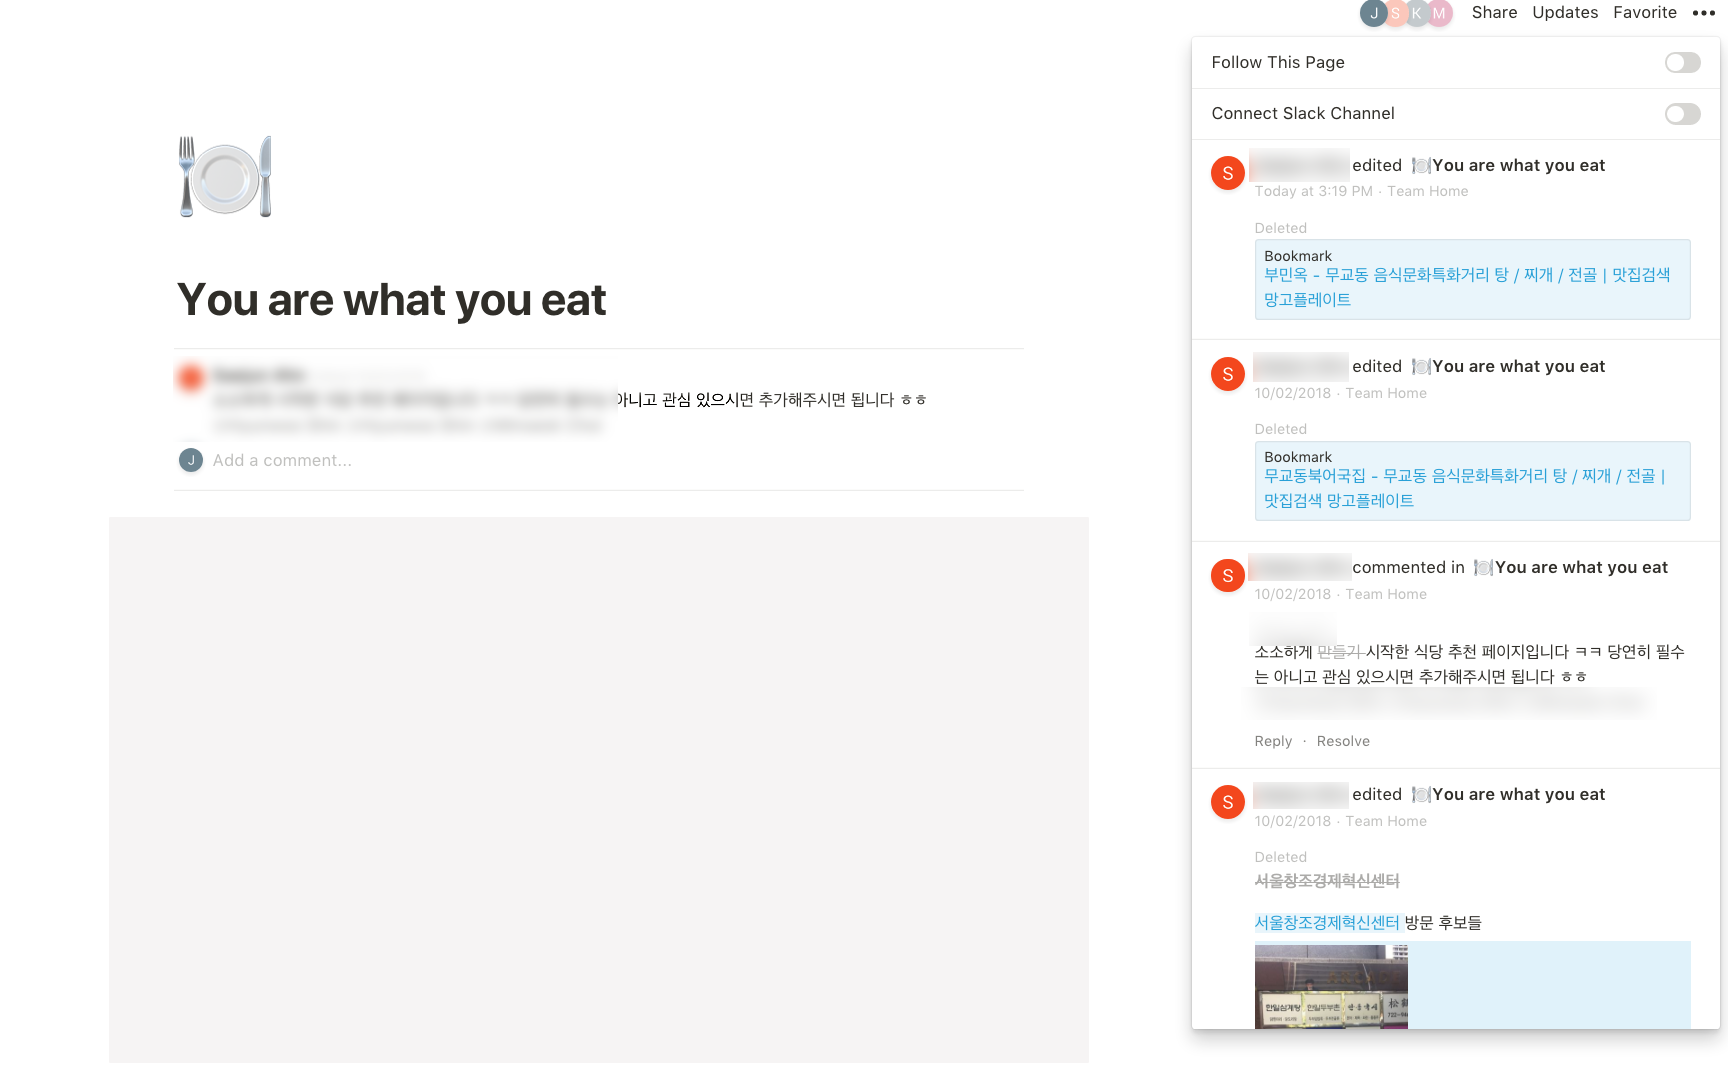 J S K M Share Updates Favorite
You are what you eat
아니고 관심 있으시면 추가해주시면 됩니다 ㅎㅎ
J Add a comment...
Follow This Page
Connect Slack Channel
S edited You are what you eat
Today at 3:19 PM · Team Home
Deleted
Bookmark
부민옥 - 무교동 음식문화특화거리 탕 / 찌개 / 전골 | 맛집검색
망고플레이트
S edited You are what you eat
10/02/2018 · Team Home
Deleted
Bookmark
무교동북어국집 - 무교동 음식문화특화거리 탕 / 찌개 / 전골 |
맛집검색 망고플레이트
S commented in You are what you eat
10/02/2018 · Team Home
소소하게 만들기 시작한 식당 추천 페이지입니다 ㅋㅋ 당연히 필수
는 아니고 관심 있으시면 추가해주시면 됩니다 ㅎㅎ
Reply · Resolve
S edited You are what you eat
10/02/2018 · Team Home
Deleted
서울창조경제혁신센터
서울창조경제혁신센터 방문 후보들
한일삼계탕 한일두부촌